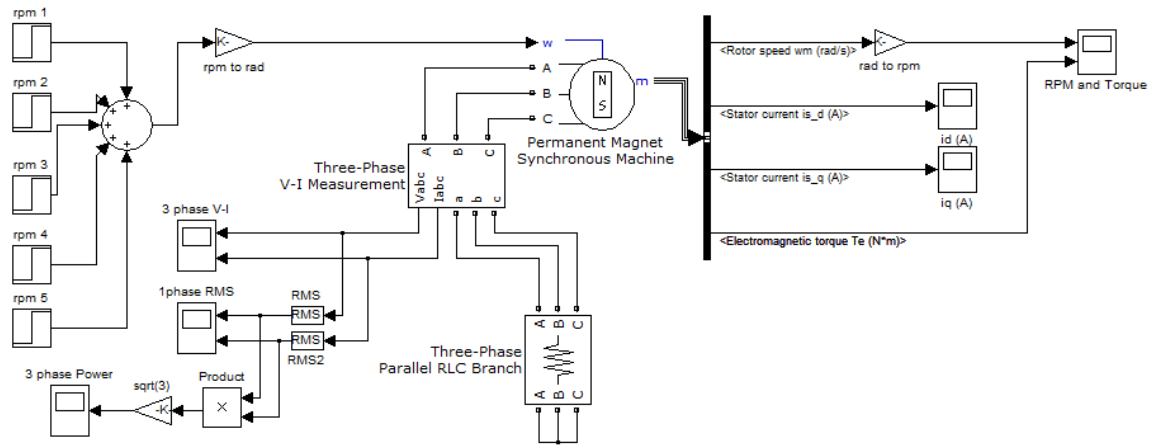 rpm 1
rpm 2
rpm 3
rpm 4
rpm 5
+
+
+
+
+
K-
rpm to rad
w
A
B
C
N
S
m
Permanent Magnet
Synchronous Machine
<Rotor speed wm (rad/s)>
K-
rad to rpm
RPM and Torque
<Stator current is_d (A)>
id (A)
<Stator current is_q (A)>
iq (A)
<Electromagnetic torque Te (N*m)>
Three-Phase
V-I Measurement
A
B
C
Vabc
Iabc
a
b
c
3 phase V-I
1phase RMS
RMS
RMS
RMS
RMS2
Three-Phase
Parallel RLC Branch
A
B
C
A
B
C
3 phase Power
sqrt(3)
-K
Product
×